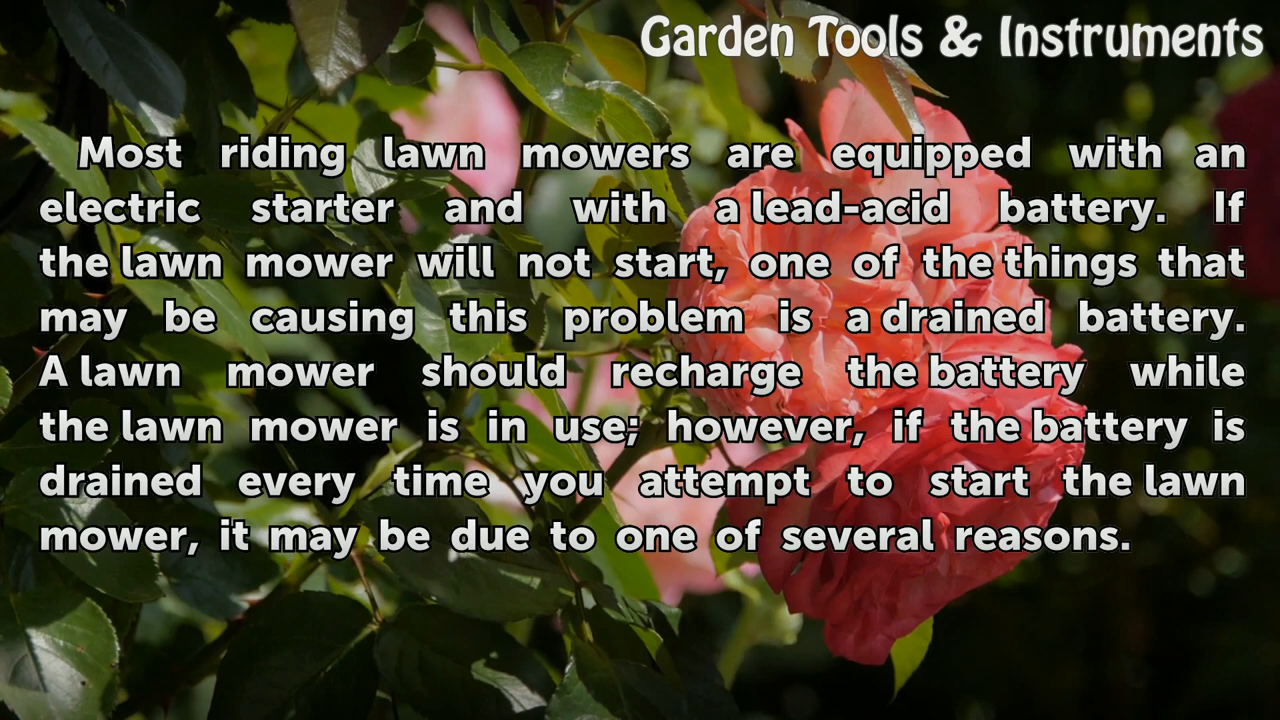 Garden Tools & Instruments
Most riding lawn mowers are equipped with an
electric starter and with a lead-acid battery. If
the lawn mower will not start, one of the things that
may be causing this problem is a drained battery.
A lawn mower should recharge the battery while
the lawn mower is in use; however, if the battery is
drained every time you attempt to start the lawn
mower, it may be due to one of several reasons.